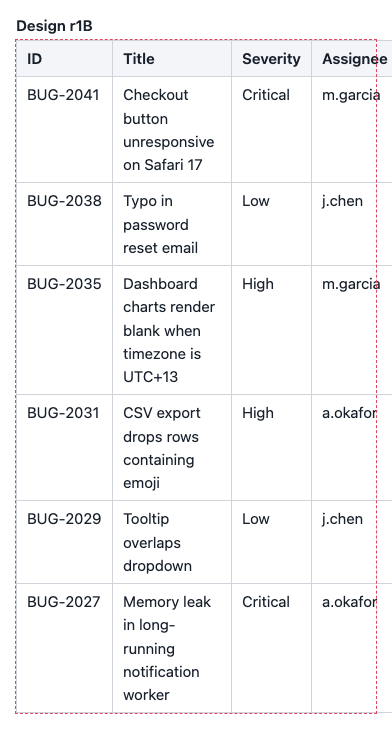 Design r1B
ID Title Severity Assignee
BUG-2041 Checkout Critical m.garcia
button
unresponsive
on Safari 17
BUG-2038 Typo in Low j.chen
password
reset email
BUG-2035 Dashboard High m.garcia
charts render
blank when
timezone is
UTC+13
BUG-2031 CSV export High a.okafor
drops rows
containing
emoji
BUG-2029 Tooltip Low j.chen
overlaps
dropdown
BUG-2027 Memory leak Critical a.okafor
in long-
running
notification
worker